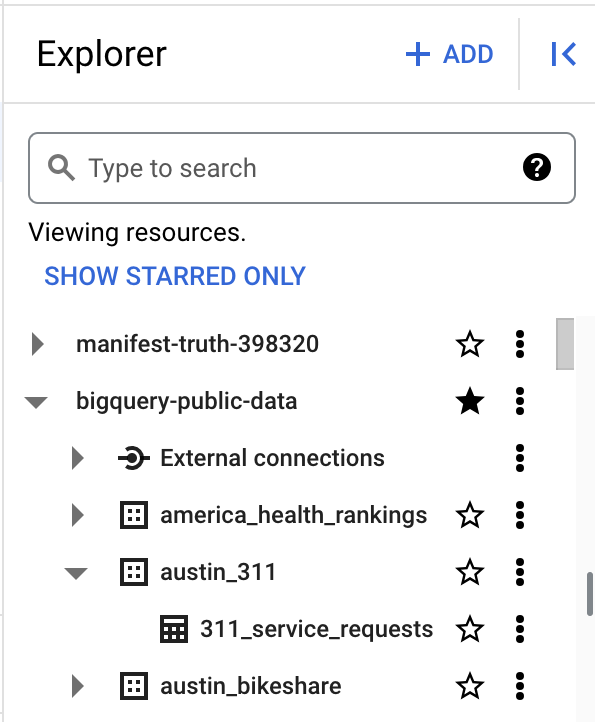 Explorer
ADD
Type to search
?
Viewing resources.
SHOW STARRED ONLY
manifest-truth-398320
bigquery-public-data
External connections
america_health_rankings
austin_311
311_service_requests
austin_bikeshare